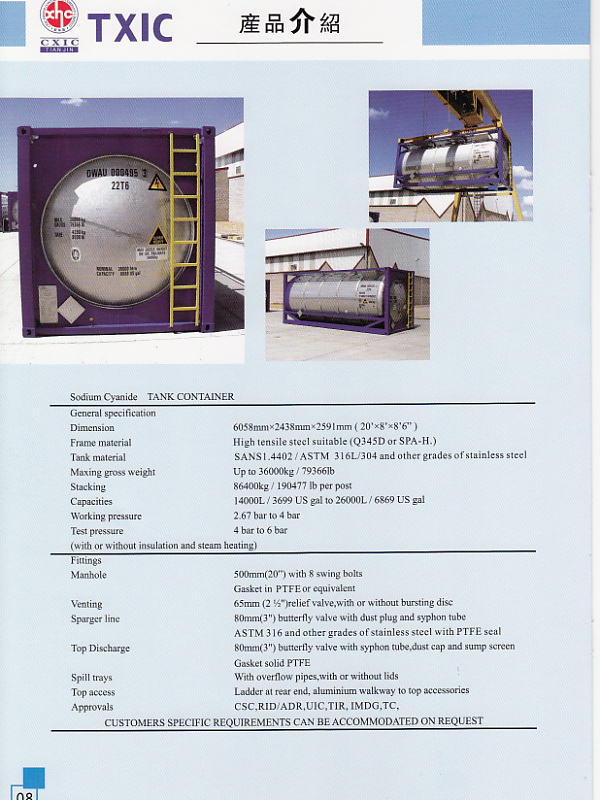 xhc
CXIC
TIANJIN
TXIC
産品介紹
OWAU 000495 3
22T6
Sodium Cyanide TANK CONTAINER
General specification
Dimension 6058mm×2438mm×2591mm ( 20'×8'×8'6" )
Frame material High tensile steel suitable (Q345D or SPA-H.)
Tank material SANS1.4402 / ASTM 316L/304 and other grades of stainless steel
Maxing gross weight Up to 36000kg / 79366lb
Stacking 86400kg / 190477 lb per post
Capacities 14000L / 3699 US gal to 26000L / 6869 US gal
Working pressure 2.67 bar to 4 bar
Test pressure 4 bar to 6 bar
(with or without insulation and steam heating)
Fittings
Manhole 500mm(20") with 8 swing bolts
Gasket in PTFE or equivalent
Venting 65mm (2 ½")relief valve,with or without bursting disc
Sparger line 80mm(3") butterfly valve with dust plug and syphon tube
ASTM 316 and other grades of stainless steel with PTFE seal
Top Discharge 80mm(3") butterfly valve with syphon tube,dust cap and sump screen
Gasket solid PTFE
Spill trays With overflow pipes,with or without lids
Top access Ladder at rear end, aluminium walkway to top accessories
Approvals CSC,RID/ADR,UIC,TIR, IMDG,TC,
CUSTOMERS SPECIFIC REQUIREMENTS CAN BE ACCOMMODATED ON REQUEST
08